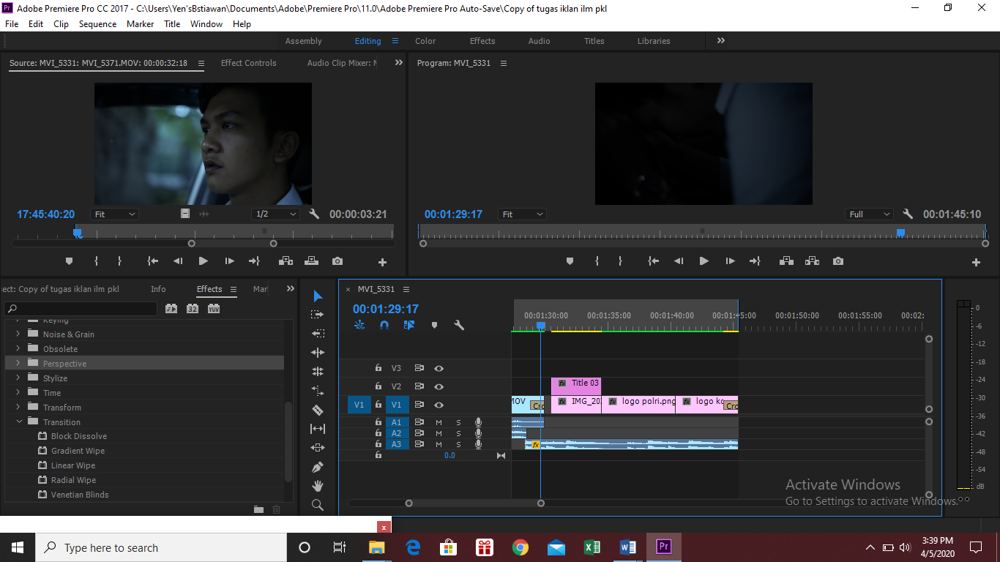 Adobe Premiere Pro CC 2017 - C:\Users\Yen'sBstiawan\Documents\Adobe\Premiere Pro\11.0\Adobe Premiere Pro Auto-Save\Copy of tugas iklan ilm pkl
File Edit Clip Sequence Marker Title Window Help
Assembly Editing Color Effects Audio Titles Libraries
Source: MVI_5331: MVI_5371.MOV: 00:00:32:18 Effect Controls Audio Clip Mixer: Program: MVI_5331
17:45:40:20 Fit 1/2 00:00:03:21 00:01:29:17 Fit Full 00:01:45:10
ject: Copy of tugas iklan ilm pkl Info Effects Mar
32 YUV
Keying
Noise & Grain
Obsolete
Perspective
Stylize
Time
Transform
Transition
Block Dissolve
Gradient Wipe
Linear Wipe
Radial Wipe
Venetian Blinds
× MVI_5331
00:01:29:17
00:01:30:00 00:01:35:00 00:01:40:00 00:01:45:00 00:01:50:00 00:01:55:00 00:02:
V3
V2 fx Title 03
V1 V1 MOV Cro fx IMG_20 fx logo polri.png fx logo ko Cro
A1 M S
A2 M S
A3 M S fx
0.0
0
-6
-12
-18
-24
-30
-36
-42
-48
-54
dB
Activate Windows
Go to Settings to activate Windows.
x
Type here to search
3:39 PM
4/5/2020